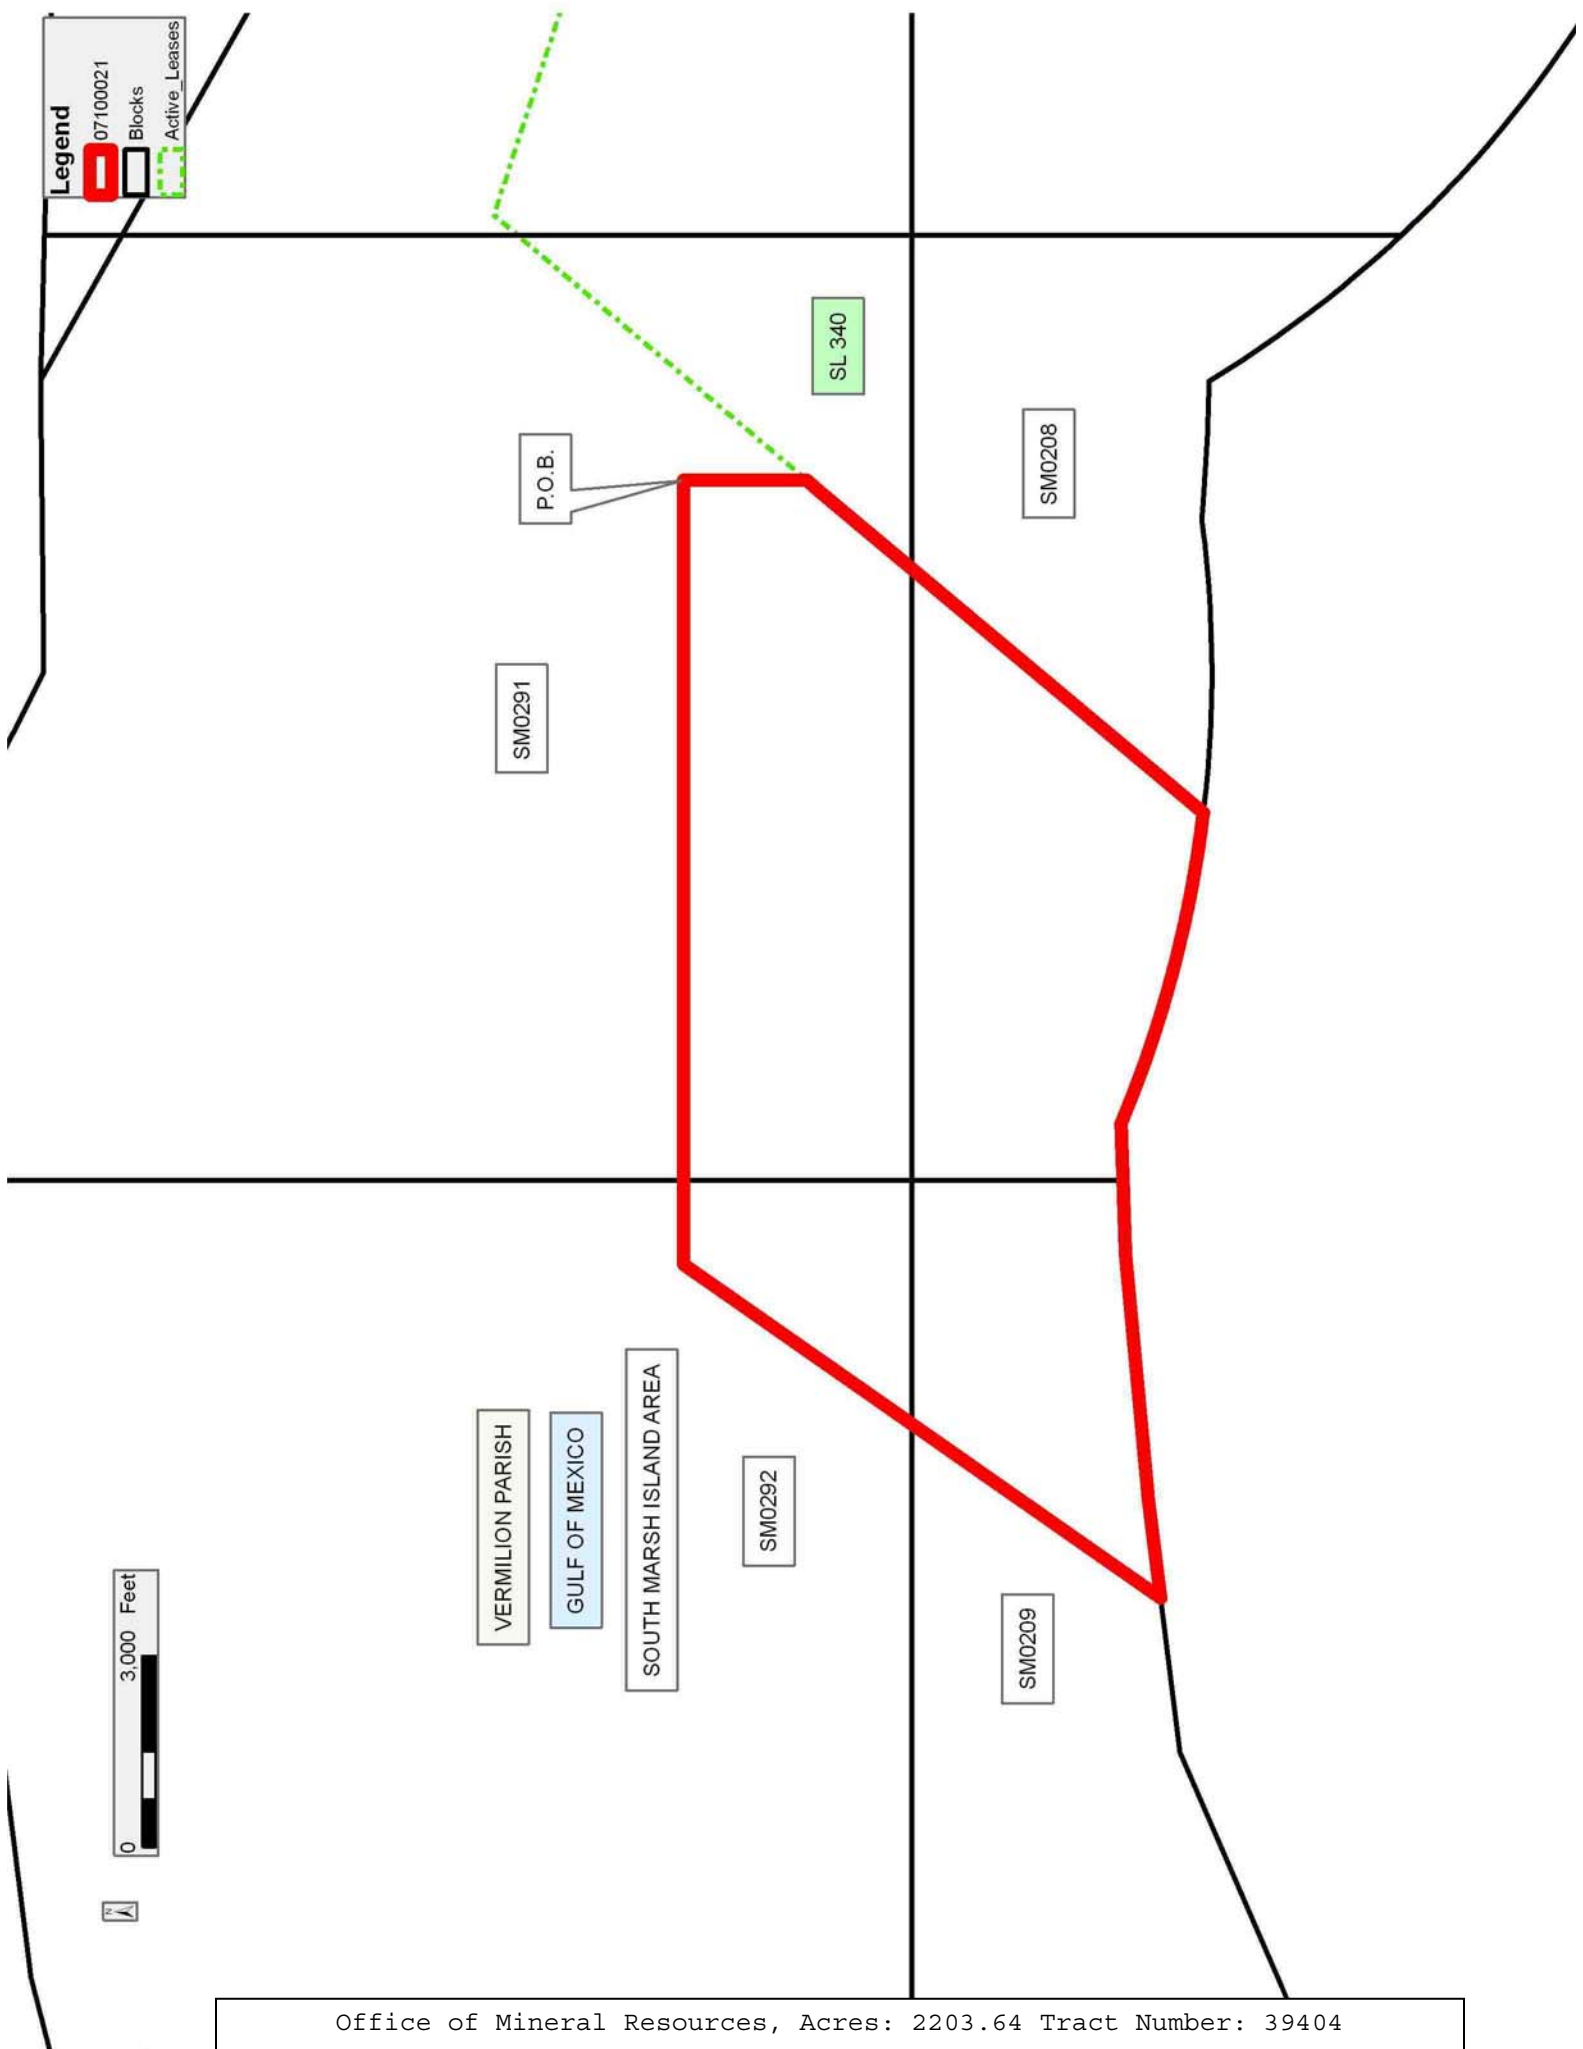 Legend
07100021
Blocks
Active_Leases
P.O.B.
SL 340
SM0208
SM0291
VERMILION PARISH
GULF OF MEXICO
SOUTH MARSH ISLAND AREA
SM0292
SM0209
0 3,000 Feet
N
Office of Mineral Resources, Acres: 2203.64 Tract Number: 39404